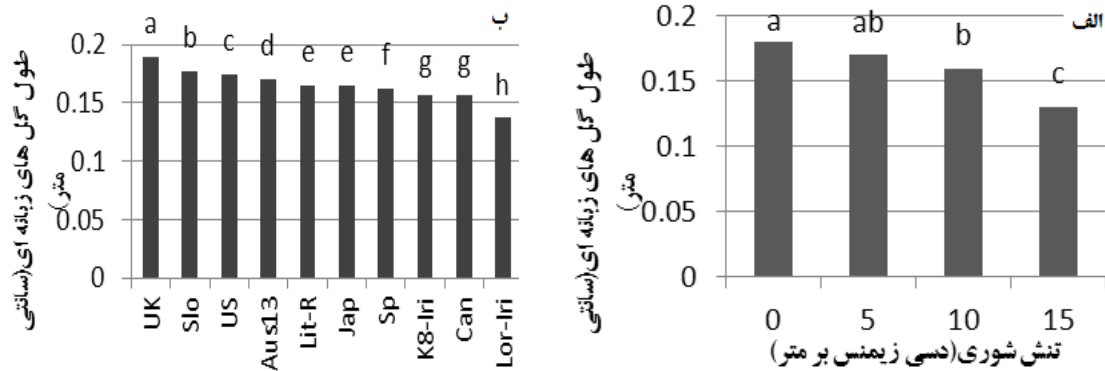 ب
a b c d e e f g g h
0.2
0.15
0.1
0.05
0
طول گل های زبانه ای(سانتی
متر)
UK Slo US Aus13 Lit-R Jap Sp K8-Iri Can Lor-Iri
الف
a ab b c
0.2
0.15
0.1
0.05
0
طول گل های زبانه ای(سانتی
متر)
0 5 10 15
تنش شوری(دسی زیمنس بر متر)